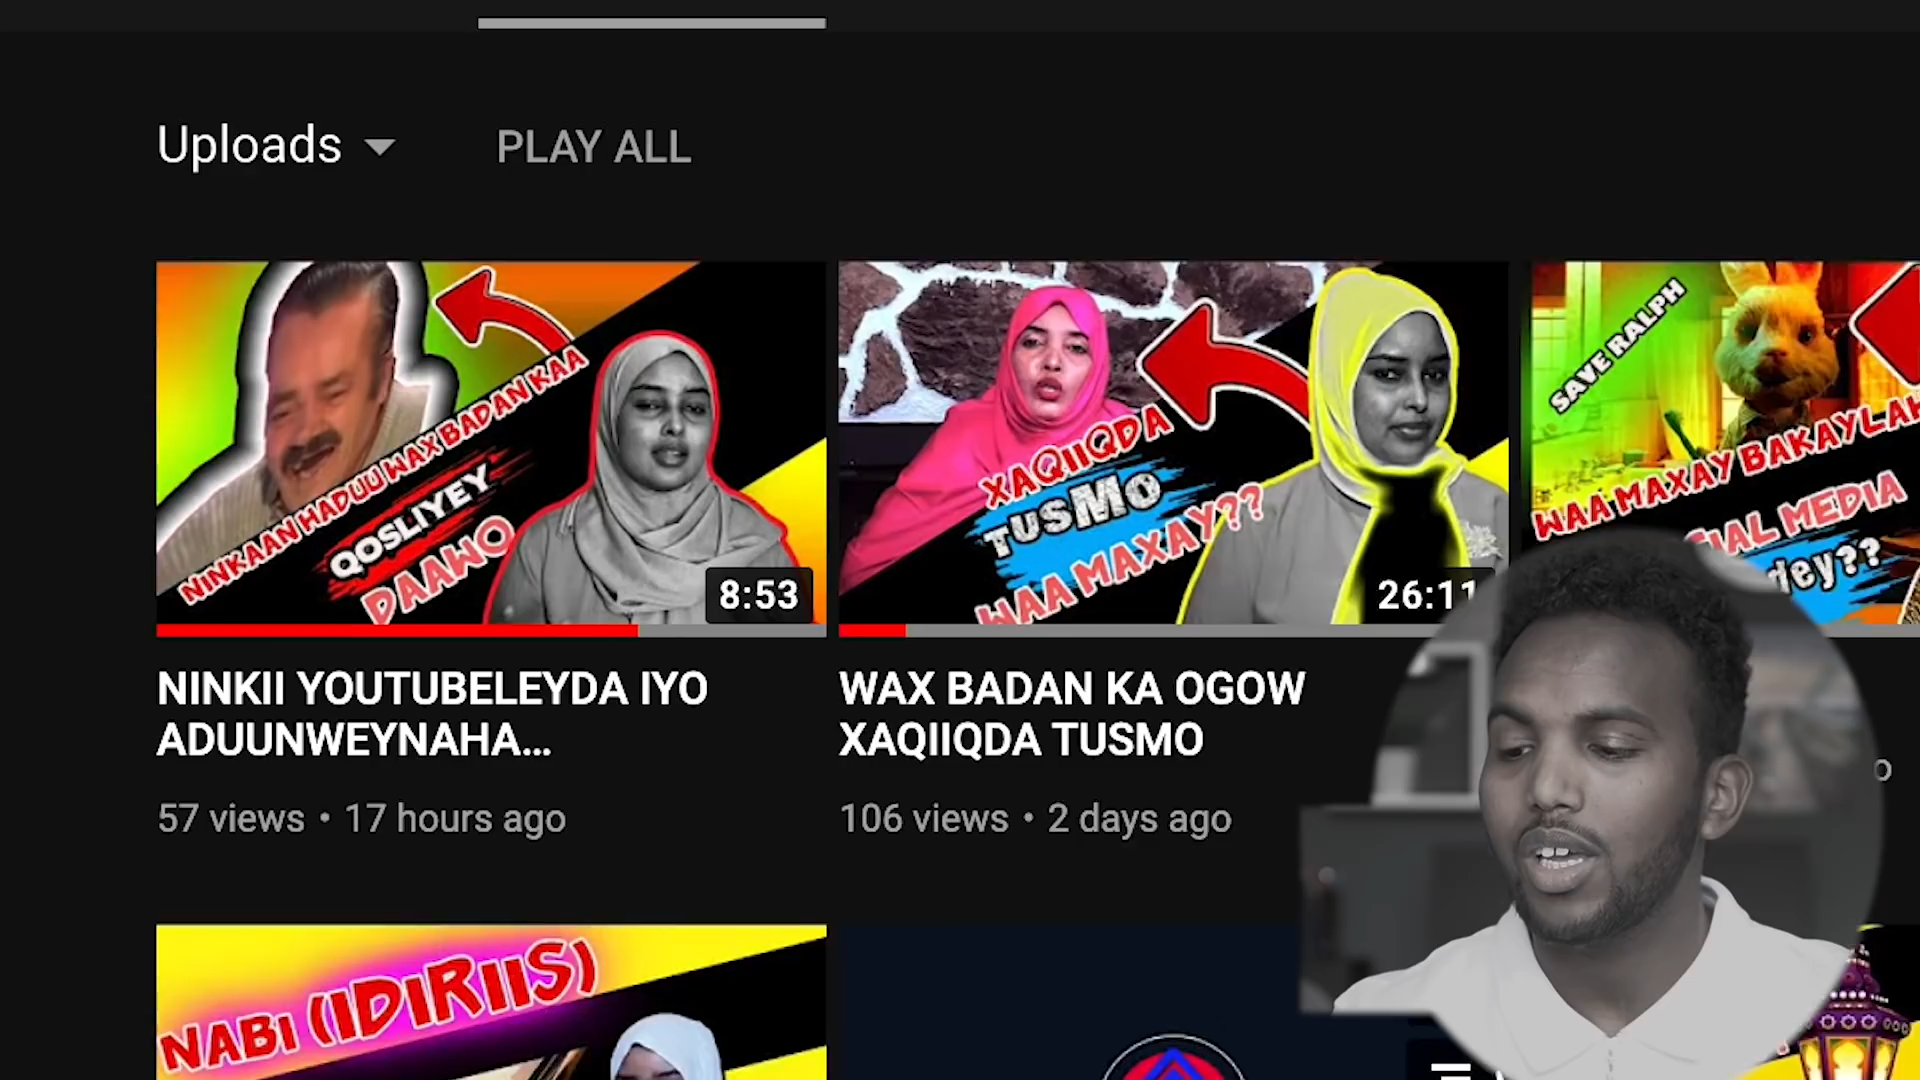 Uploads
PLAY ALL
NINKAAN HADUU WAX BADAN KAA
QOSLIYEY
DAAWO
8:53
XAQIIQDA
TUSMO
WAA MAXAY??
26:11
SAVE RALPH
WAA MAXAY BAKAYLAH
MEDIA
NINKII YOUTUBELEYDA IYO
ADUUNWEYNAHA...
WAX BADAN KA OGOW
XAQIIQDA TUSMO
57 views • 17 hours ago
106 views • 2 days ago
NABI (IDIRIIS)